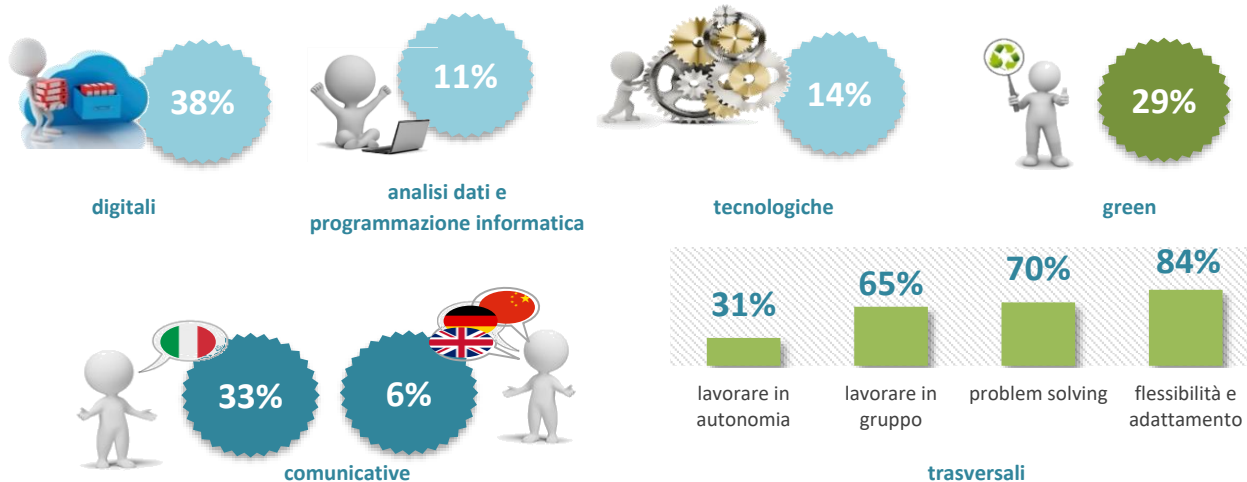 38%
11%
14%
29%
digitali
analisi dati e
programmazione informatica
tecnologiche
green
33%
6%
comunicative
31%
65%
70%
84%
lavorare in
autonomia
lavorare in
gruppo
problem solving
flessibilità e
adattamento
trasversali